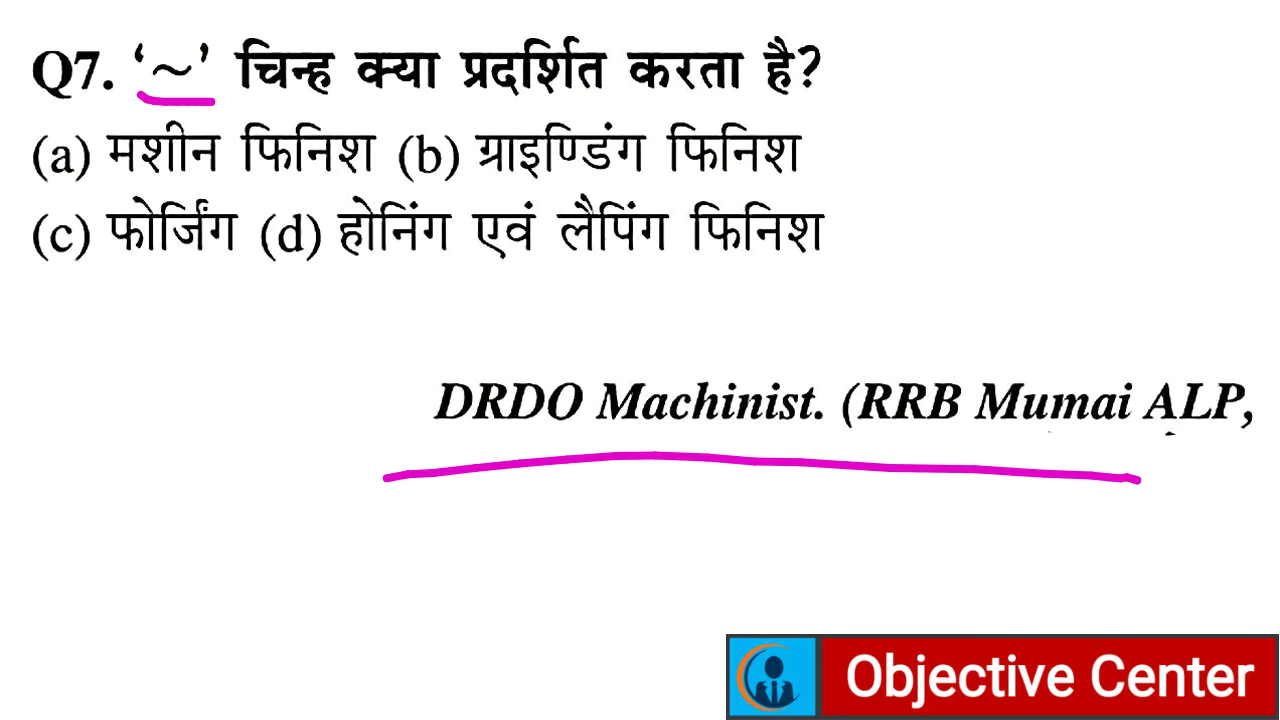 Q7. ‘~’ चिन्ह क्या प्रदर्शित करता है?
(a) मशीन फिनिश (b) ग्राइण्डिंग फिनिश
(c) फोर्जिंग (d) होनिंग एवं लैपिंग फिनिश
DRDO Machinist. (RRB Mumai ALP,
Objective Center